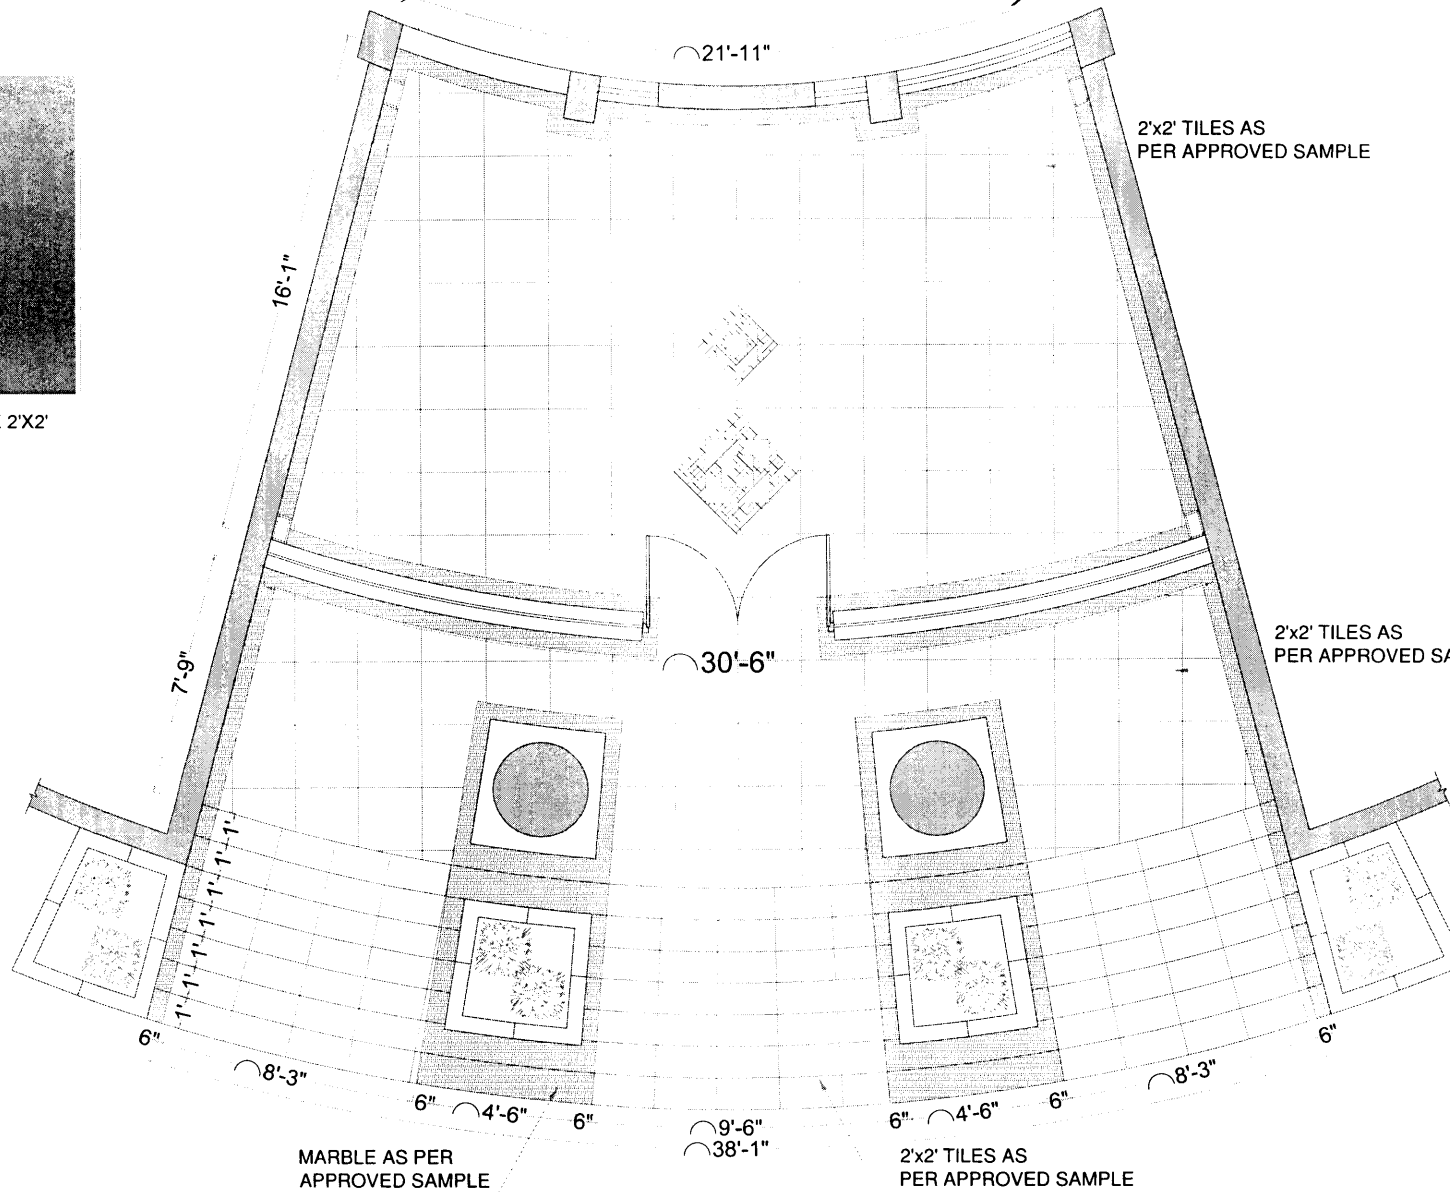 ⌒21'-11"
2'x2' TILES AS
PER APPROVED SAMPLE
16'-1"
2'X2'
2'x2' TILES AS
PER APPROVED
7'-9"
⌒30'-6"
1'-1'-1'-1'-1'-1'-1'
6"
⌒8'-3"
6"
⌒4'-6"
6"
⌒9'-6"
⌒38'-1"
6"
⌒4'-6"
6"
⌒8'-3"
6"
MARBLE AS PER
APPROVED SAMPLE
2'x2' TILES AS
PER APPROVED SAMPLE